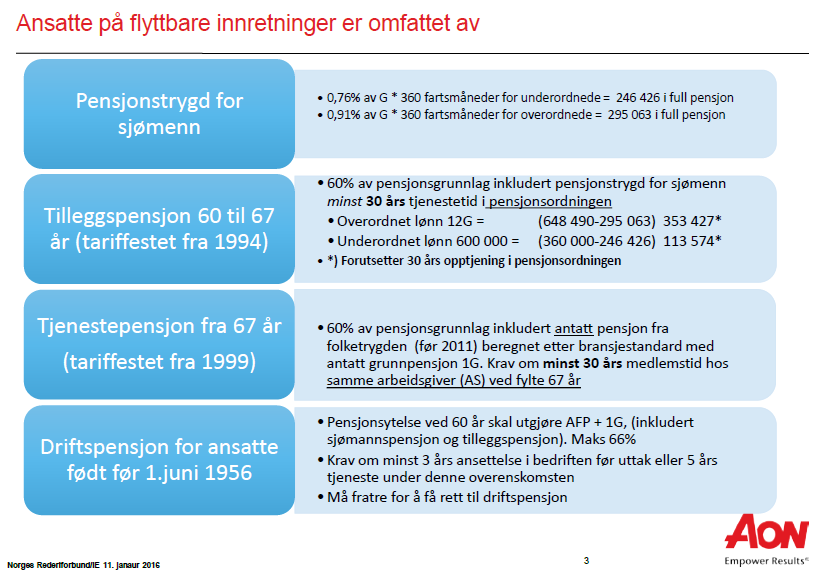 Ansatte på flyttbare innretninger er omfattet av
Pensjonstrygd for
sjømenn
• 0,76% av G * 360 fartsmåneder for underordnede = 246 426 i full pensjon
• 0,91% av G * 360 fartsmåneder for overordnede = 295 063 i full pensjon
Tilleggspensjon 60 til 67
år (tariffestet fra 1994)
• 60% av pensjonsgrunnlag inkludert pensjonstrygd for sjømenn
minst 30 års tjenestetid i pensjonsordningen
• Overordnet lønn 12G = (648 490-295 063) 353 427*
• Underordnet lønn 600 000 = (360 000-246 426) 113 574*
• *) Forutsetter 30 års opptjening i pensjonsordningen
Tjenestepensjon fra 67 år
(tariffestet fra 1999)
• 60% av pensjonsgrunnlag inkludert antatt pensjon fra
folketrygden (før 2011) beregnet etter bransjestandard med
antatt grunnpensjon 1G. Krav om minst 30 års medlemstid hos
samme arbeidsgiver (AS) ved fylte 67 år
Driftspensjon for ansatte
født før 1.juni 1956
• Pensjonsytelse ved 60 år skal utgjøre AFP + 1G, (inkludert
sjømannspensjon og tilleggspensjon). Maks 66%
• Krav om minst 3 års ansettelse i bedriften før uttak eller 5 års
tjeneste under denne overenskomsten
• Må fratre for å få rett til driftspensjon
Norges Rederiforbund/IE 11. janaur 2016
3
AON
Empower Results®